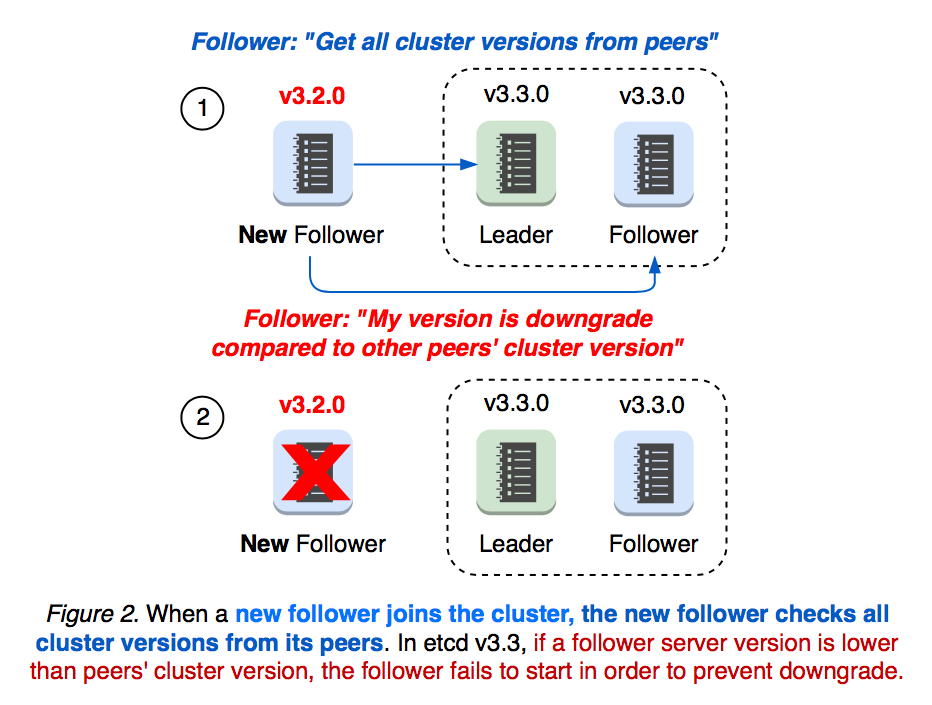 Follower: "Get all cluster versions from peers"
1
v3.2.0
v3.3.0
v3.3.0
New Follower
Leader
Follower
Follower: "My version is downgrade
compared to other peers' cluster version"
2
v3.2.0
v3.3.0
v3.3.0
New Follower
Leader
Follower
Figure 2. When a new follower joins the cluster, the new follower checks all
cluster versions from its peers. In etcd v3.3, if a follower server version is lower
than peers' cluster version, the follower fails to start in order to prevent downgrade.